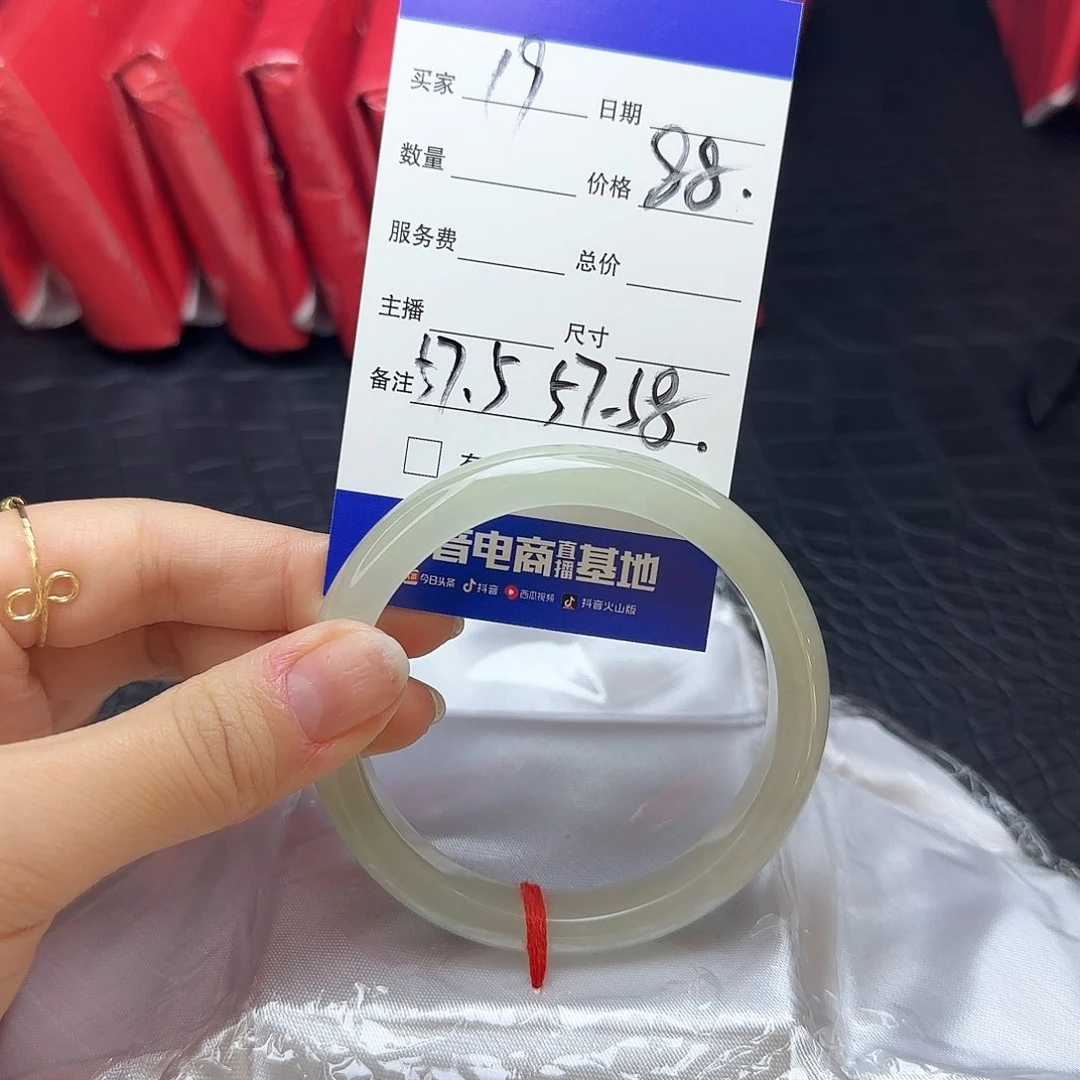 买家 19 日期
数量 价格 88.
服务费 总价
主播 尺寸
备注 57.5 57-58.
音电商直播基地
今日头条 抖音 西瓜视频 抖音火山版